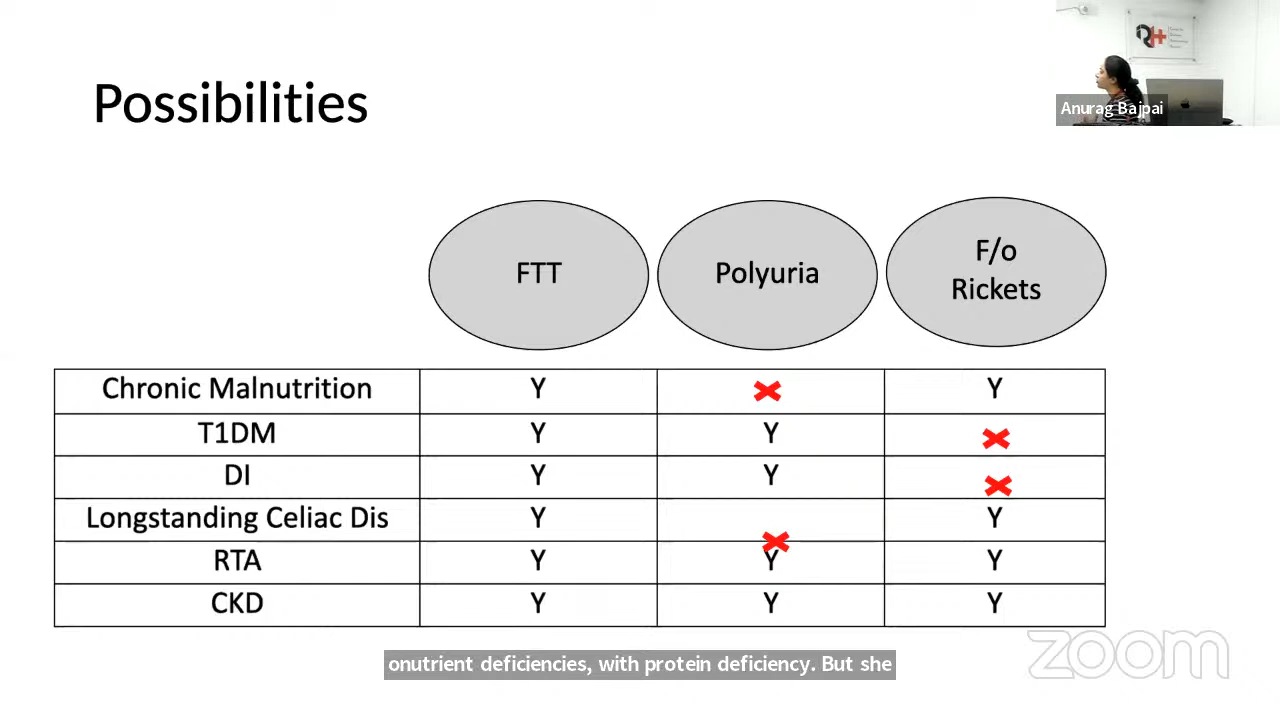 Possibilities
Anurag Bajpai
FTT
Polyuria
F/o
Rickets
Chronic Malnutrition Y Y
T1DM Y Y
DI Y Y
Longstanding Celiac Dis Y Y
RTA Y Y Y
CKD Y Y Y
onutrient deficiencies, with protein deficiency. But she
zoom